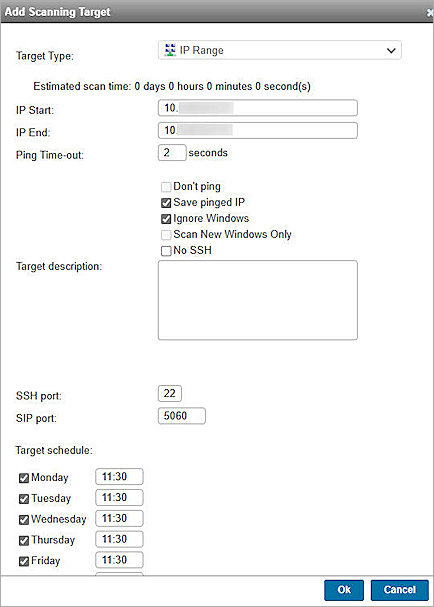 Add Scanning Target
Target Type: IP Range
Estimated scan time: 0 days 0 hours 0 minutes 0 second(s)
IP Start: 10.
IP End: 10.
Ping Time-out: 2 seconds
Don't ping
Save pinged IP
Ignore Windows
Scan New Windows Only
No SSH
Target description:
SSH port: 22
SIP port: 5060
Target schedule:
Monday 11:30
Tuesday 11:30
Wednesday 11:30
Thursday 11:30
Friday 11:30
Ok Cancel